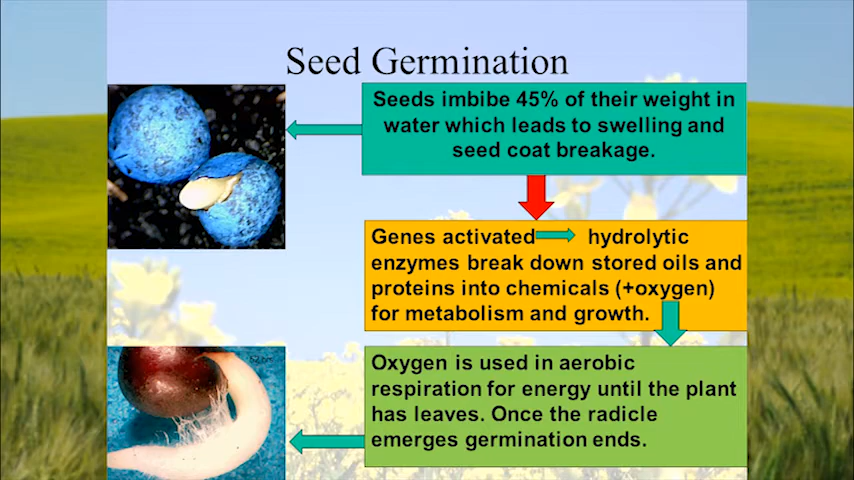 Seed Germination
Seeds imbibe 45% of their weight in
water which leads to swelling and
seed coat breakage.
Genes activated hydrolytic
enzymes break down stored oils and
proteins into chemicals (+oxygen)
for metabolism and growth.
Oxygen is used in aerobic
respiration for energy until the plant
has leaves. Once the radicle
emerges germination ends.